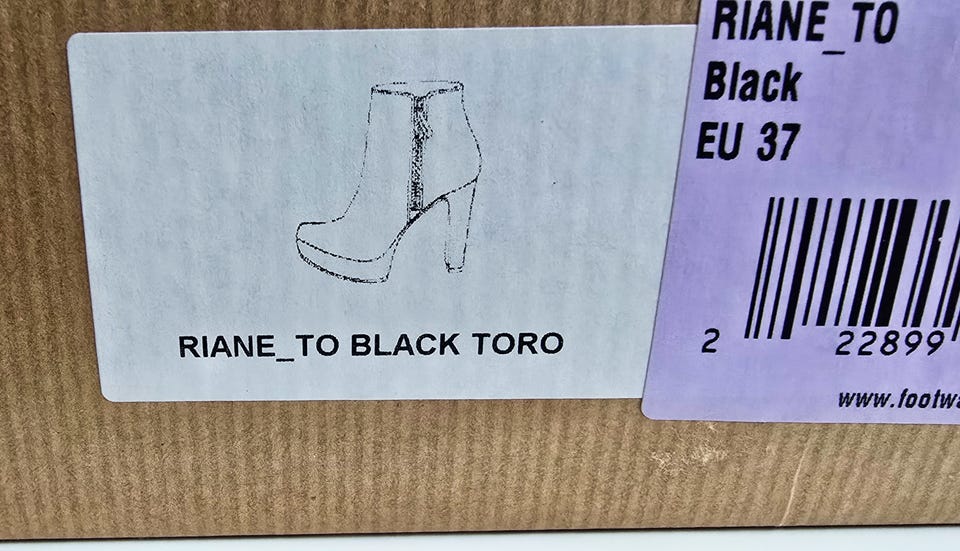 RIANE_TO BLACK TORO
RIANE_TO
Black
EU 37
2 22899
www.footwa